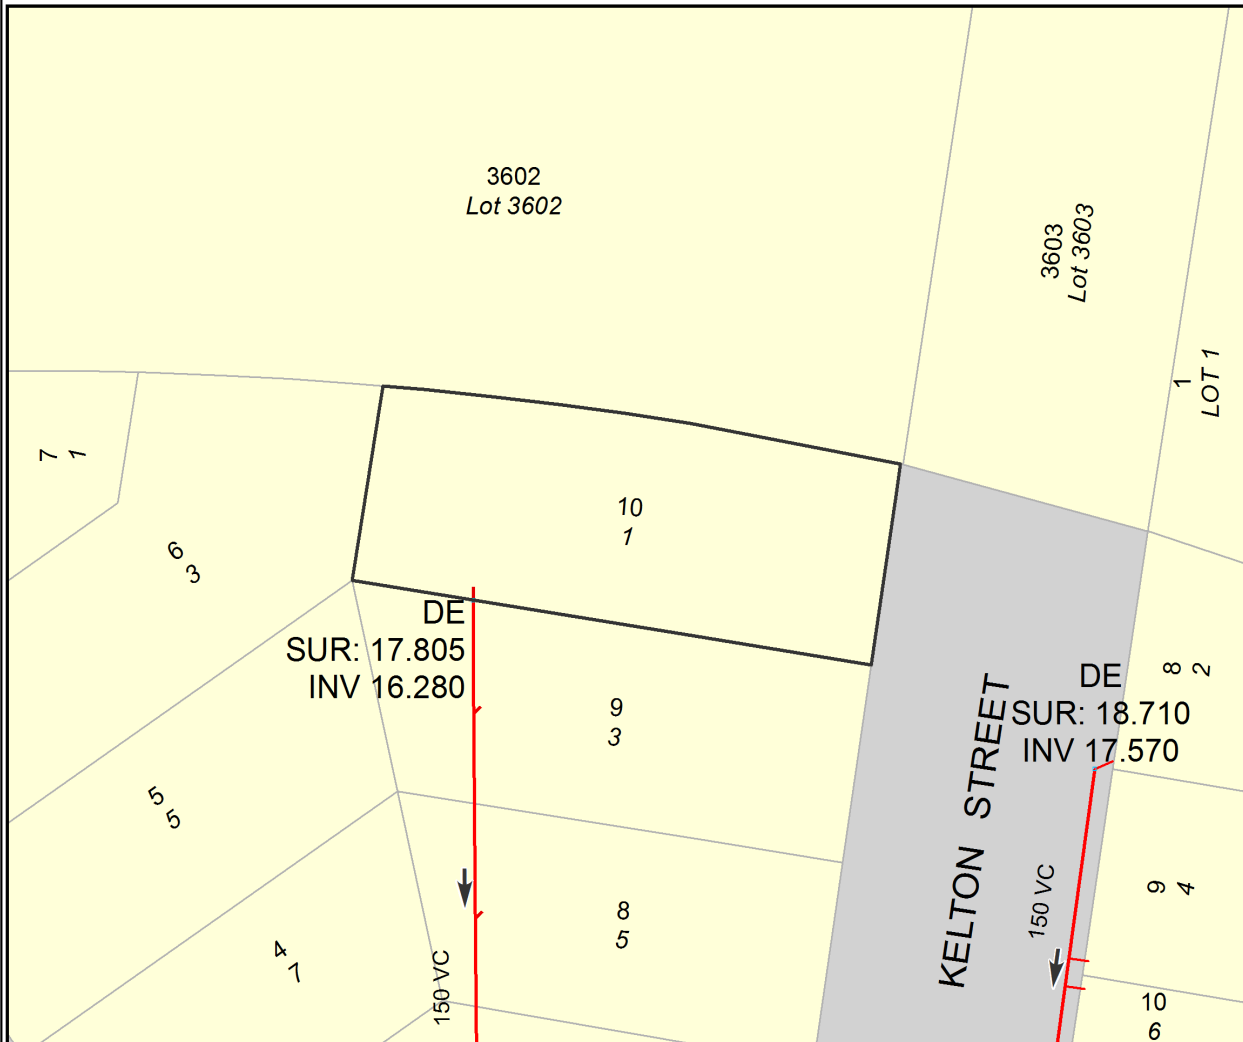 3602
Lot 3602
3603
Lot 3603
1
LOT 1
7
1
10
1
6
3
DE
SUR: 17.805
INV 16.280
9
3
8
2
DE
SUR: 18.710
INV 17.570
KELTON STREET
5
5
8
5
150 VC
9
4
4
7
150 VC
10
6